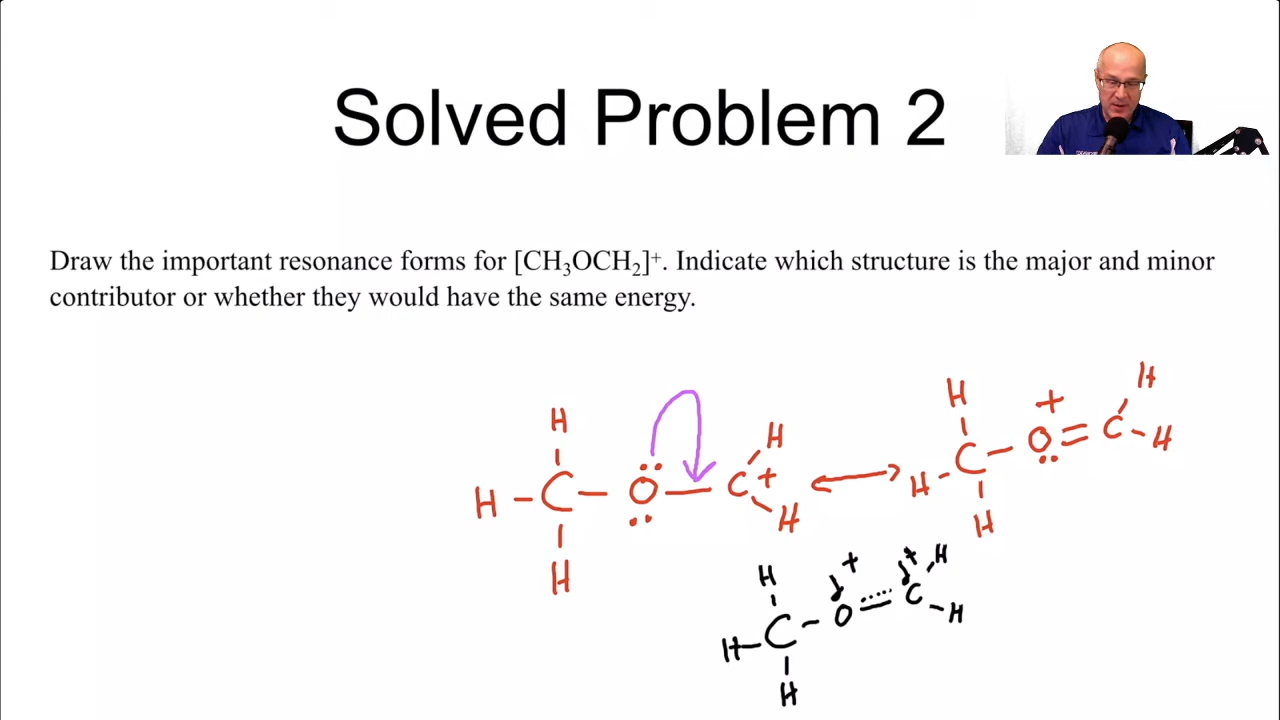 Solved Problem 2
Draw the important resonance forms for [CH₃OCH₂]⁺. Indicate which structure is the major and minor
contributor or whether they would have the same energy.
H
H – C – O – C + H
H
H
H
H – C – O = C H
+
H
H
H
H – C – O = C H
δ+
δ+
H
H